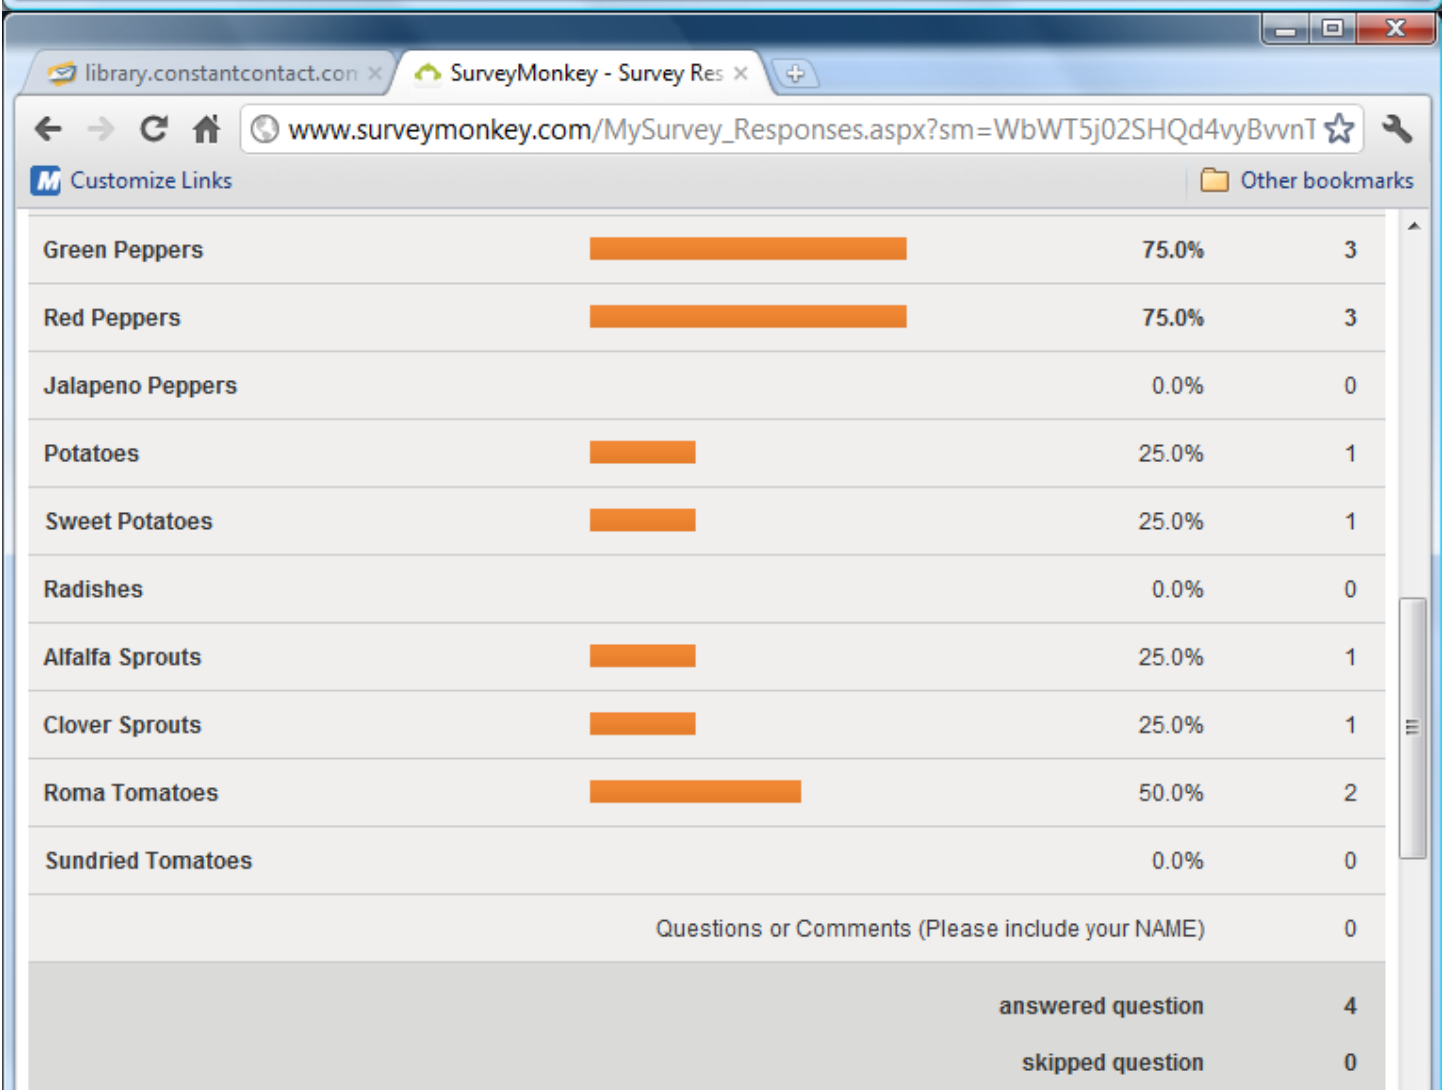 library.constantcontact.con
SurveyMonkey - Survey Res
www.surveymonkey.com/MySurvey_Responses.aspx?sm=WbWT5j02SHQd4vyBvvnT
M Customize Links
Other bookmarks
Green Peppers 75.0% 3
Red Peppers 75.0% 3
Jalapeno Peppers 0.0% 0
Potatoes 25.0% 1
Sweet Potatoes 25.0% 1
Radishes 0.0% 0
Alfalfa Sprouts 25.0% 1
Clover Sprouts 25.0% 1
Roma Tomatoes 50.0% 2
Sundried Tomatoes 0.0% 0
Questions or Comments (Please include your NAME) 0
answered question 4
skipped question 0